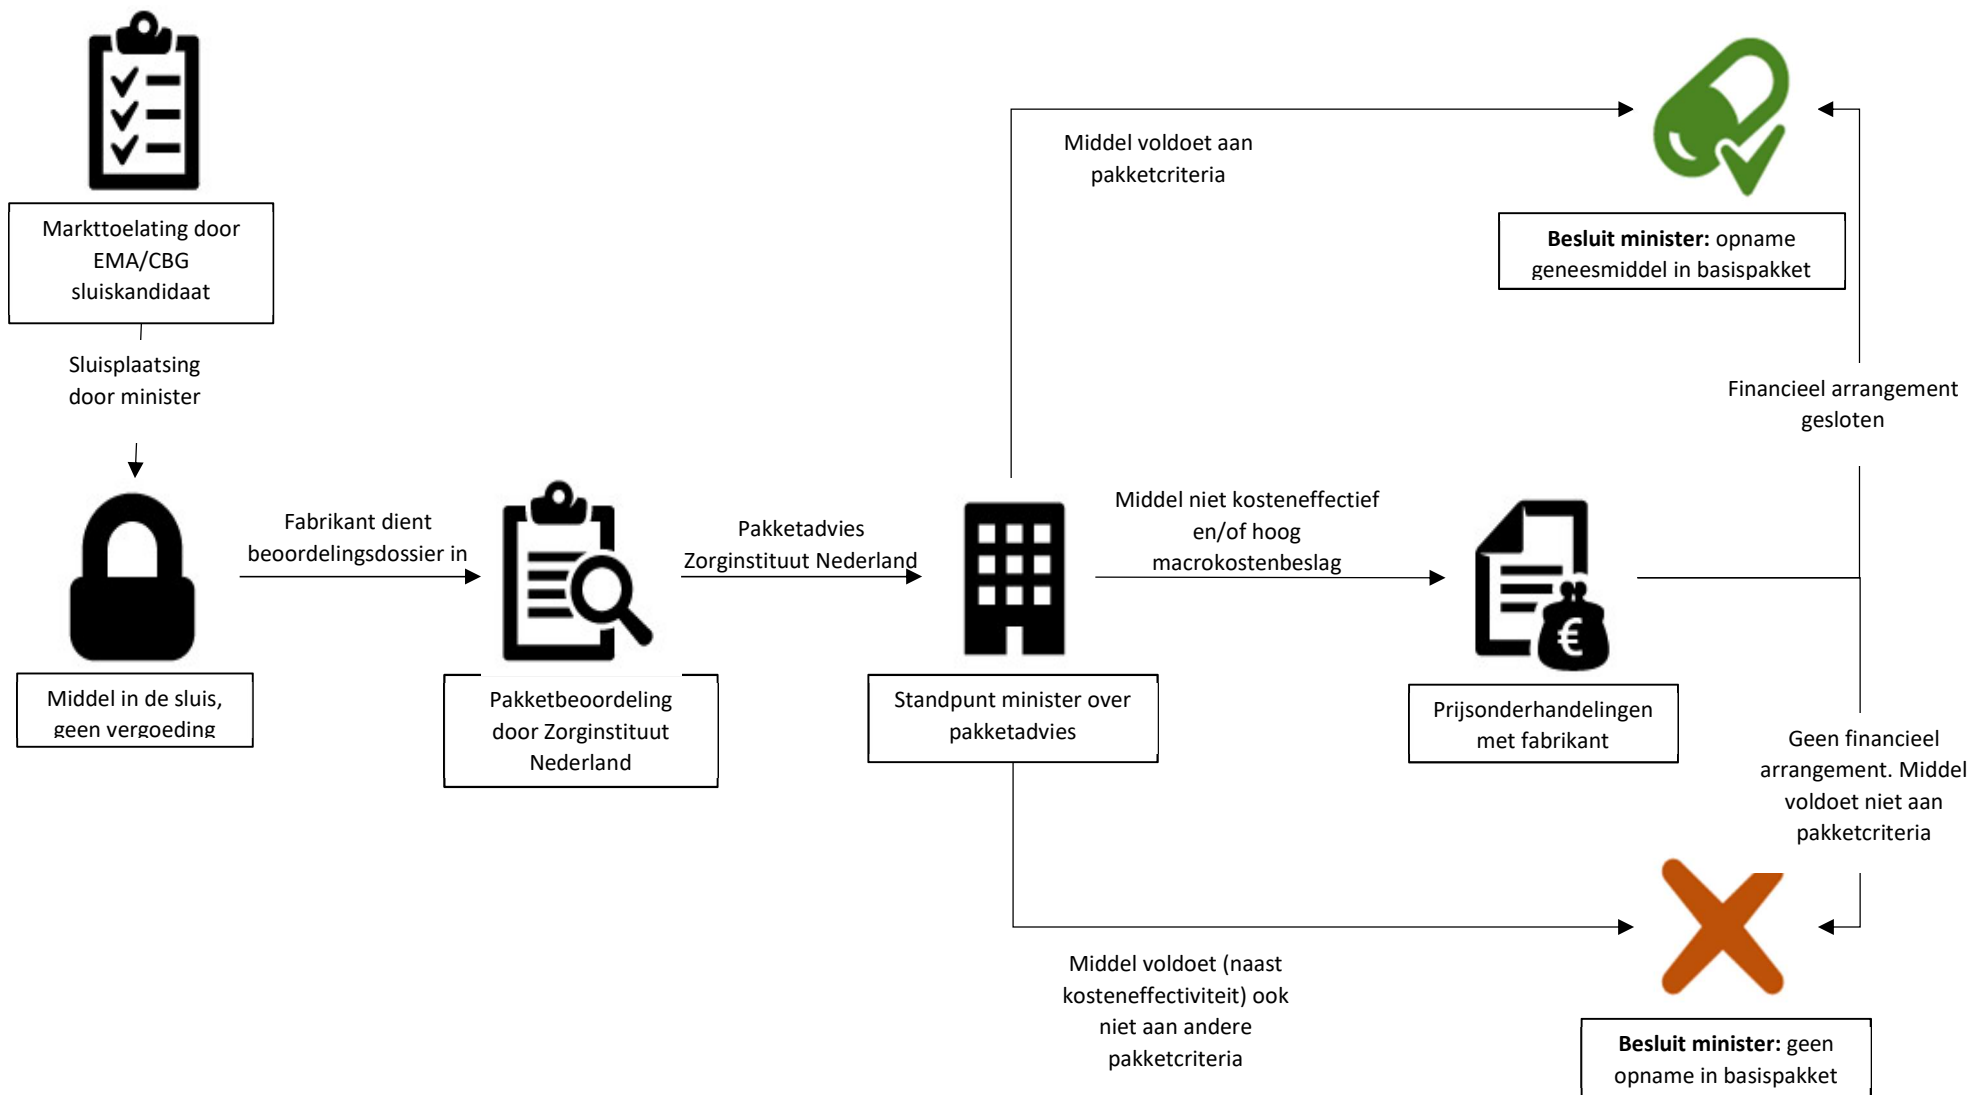 Markttoelating door
EMA/CBG
sluiskandidaat
Sluisplaatsing
door minister
Middel in de sluis,
geen vergoeding
Fabrikant dient
beoordelingsdossier in
Pakketbeoordeling
door Zorginstituut
Nederland
Pakketadvies
Zorginstituut Nederland
Standpunt minister over
pakketadvies
Middel voldoet aan
pakketcriteria
Besluit minister: opname
geneesmiddel in basispakket
Middel niet kosteneffectief
en/of hoog
macrokostenbeslag
€
Prijsonderhandelingen
met fabrikant
Financieel arrangement
gesloten
Geen financieel
arrangement. Middel
voldoet niet aan
pakketcriteria
Middel voldoet (naast
kosteneffectiviteit) ook
niet aan andere
pakketcriteria
Besluit minister: geen
opname in basispakket